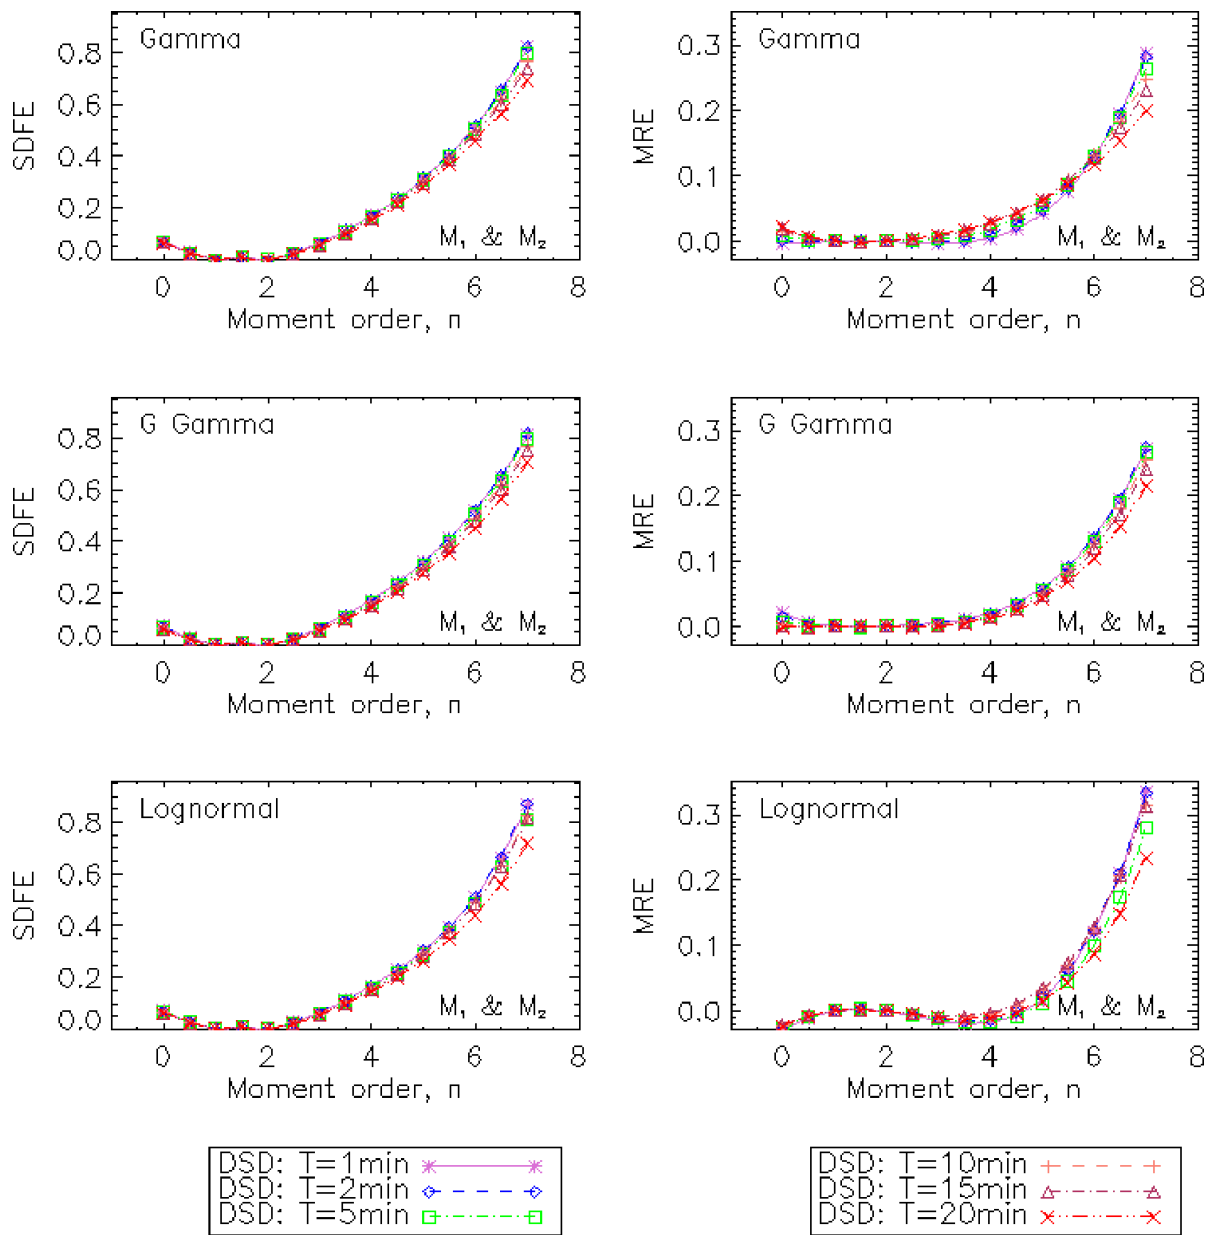 Gamma
SDFE
0.8
0.6
0.4
0.2
0.0
M₁ & M₂
0 2 4 6 8
Moment order, n
Gamma
MRE
0.3
0.2
0.1
0.0
M₁ & M₂
0 2 4 6 8
Moment order, n
G Gamma
SDFE
0.8
0.6
0.4
0.2
0.0
M₁ & M₂
0 2 4 6 8
Moment order, n
G Gamma
MRE
0.3
0.2
0.1
0.0
M₁ & M₂
0 2 4 6 8
Moment order, n
Lognormal
SDFE
0.8
0.6
0.4
0.2
0.0
M₁ & M₂
0 2 4 6 8
Moment order, n
Lognormal
MRE
0.3
0.2
0.1
0.0
M₁ & M₂
0 2 4 6 8
Moment order, n
DSD: T=1min
DSD: T=2min
DSD: T=5min
DSD: T=10min
DSD: T=15min
DSD: T=20min